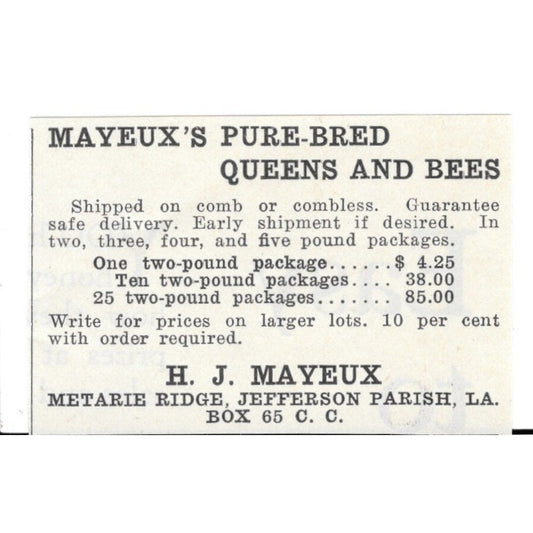 MAYEUX'S PURE-BRED
QUEENS AND BEES
Shipped on comb or combless. Guarantee
safe delivery. Early shipment if desired. In
two, three, four, and five pound packages.
One two-pound package......$ 4.25
Ten two-pound packages.... 38.00
25 two-pound packages...... 85.00
Write for prices on larger lots. 10 per cent
with order required.
H. J. MAYEUX
METARIE RIDGE, JEFFERSON PARISH, LA.
BOX 65 C. C.